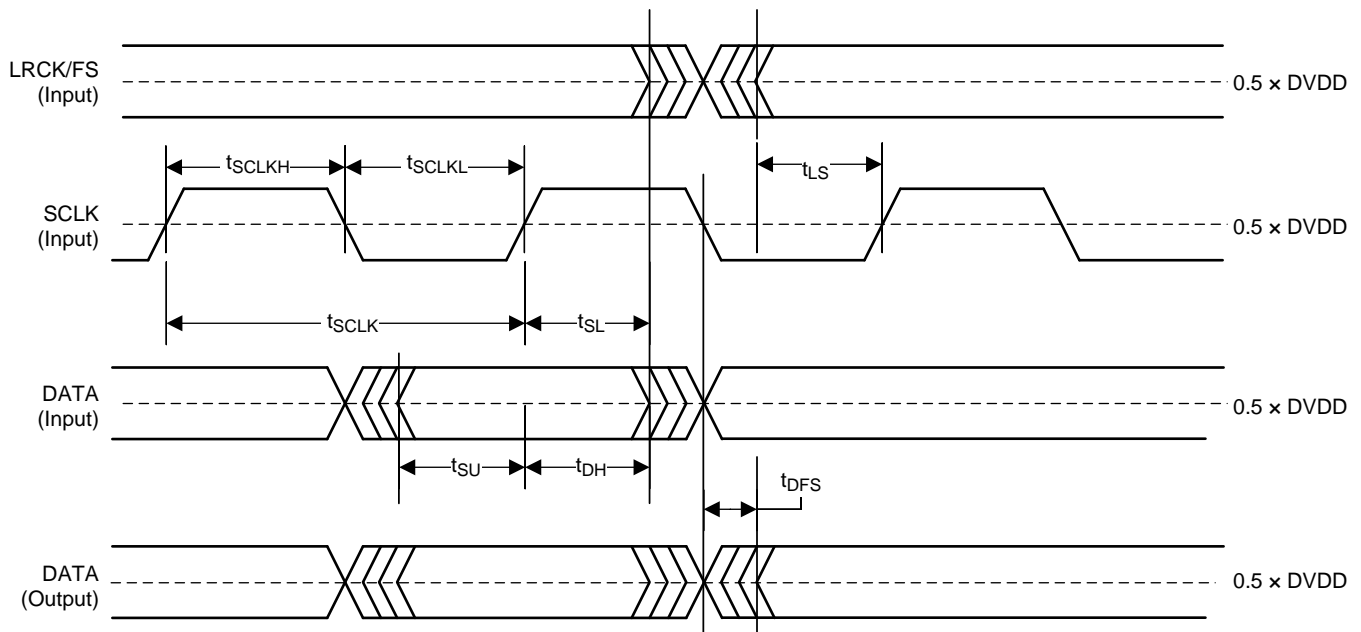 LRCK/FS
(Input)
0.5 × DVDD
tSCLKH
tSCLKL
tLS
SCLK
(Input)
0.5 × DVDD
tSCLK
tSL
DATA
(Input)
0.5 × DVDD
tSU
tDH
tDFS
DATA
(Output)
0.5 × DVDD